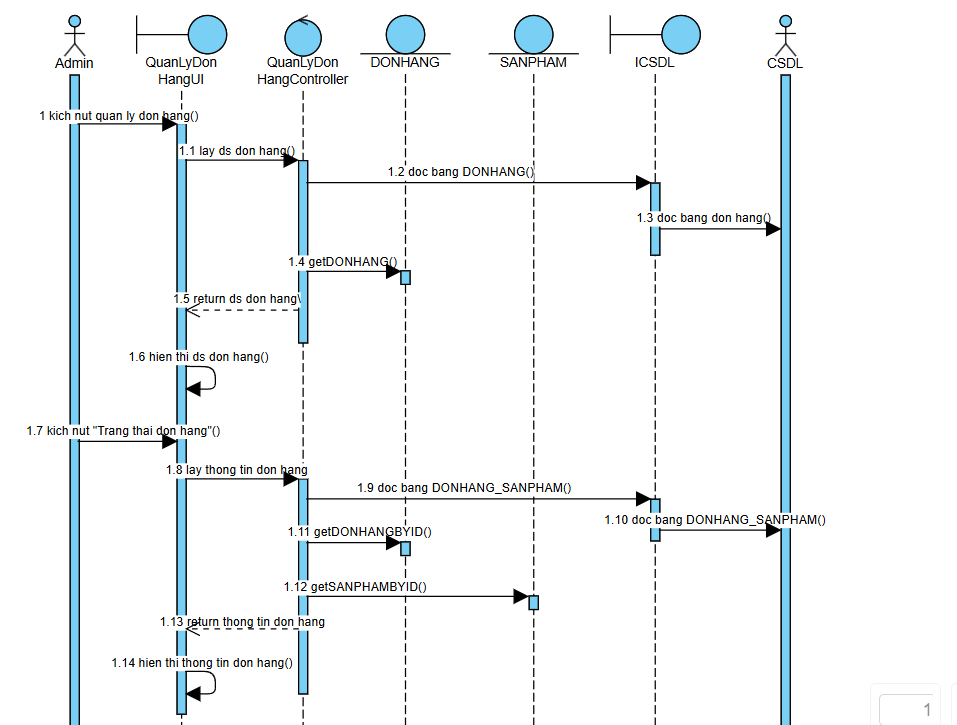 Admin
QuanLyDon
HangUI
QuanLyDon
HangController
DONHANG
SANPHAM
ICSDL
CSDL
1 kich nut quan ly don hang()
1.1 lay ds don hang()
1.2 doc bang DONHANG()
1.3 doc bang don hang()
1.4 getDONHANG()
1.5 return ds don hang\
1.6 hien thi ds don hang()
1.7 kich nut "Trang thai don hang"()
1.8 lay thong tin don hang
1.9 doc bang DONHANG_SANPHAM()
1.10 doc bang DONHANG_SANPHAM()
1.11 getDONHANGBYID()
1.12 getSANPHAMBYID()
1.13 return thong tin don hang
1.14 hien thi thong tin don hang()
1